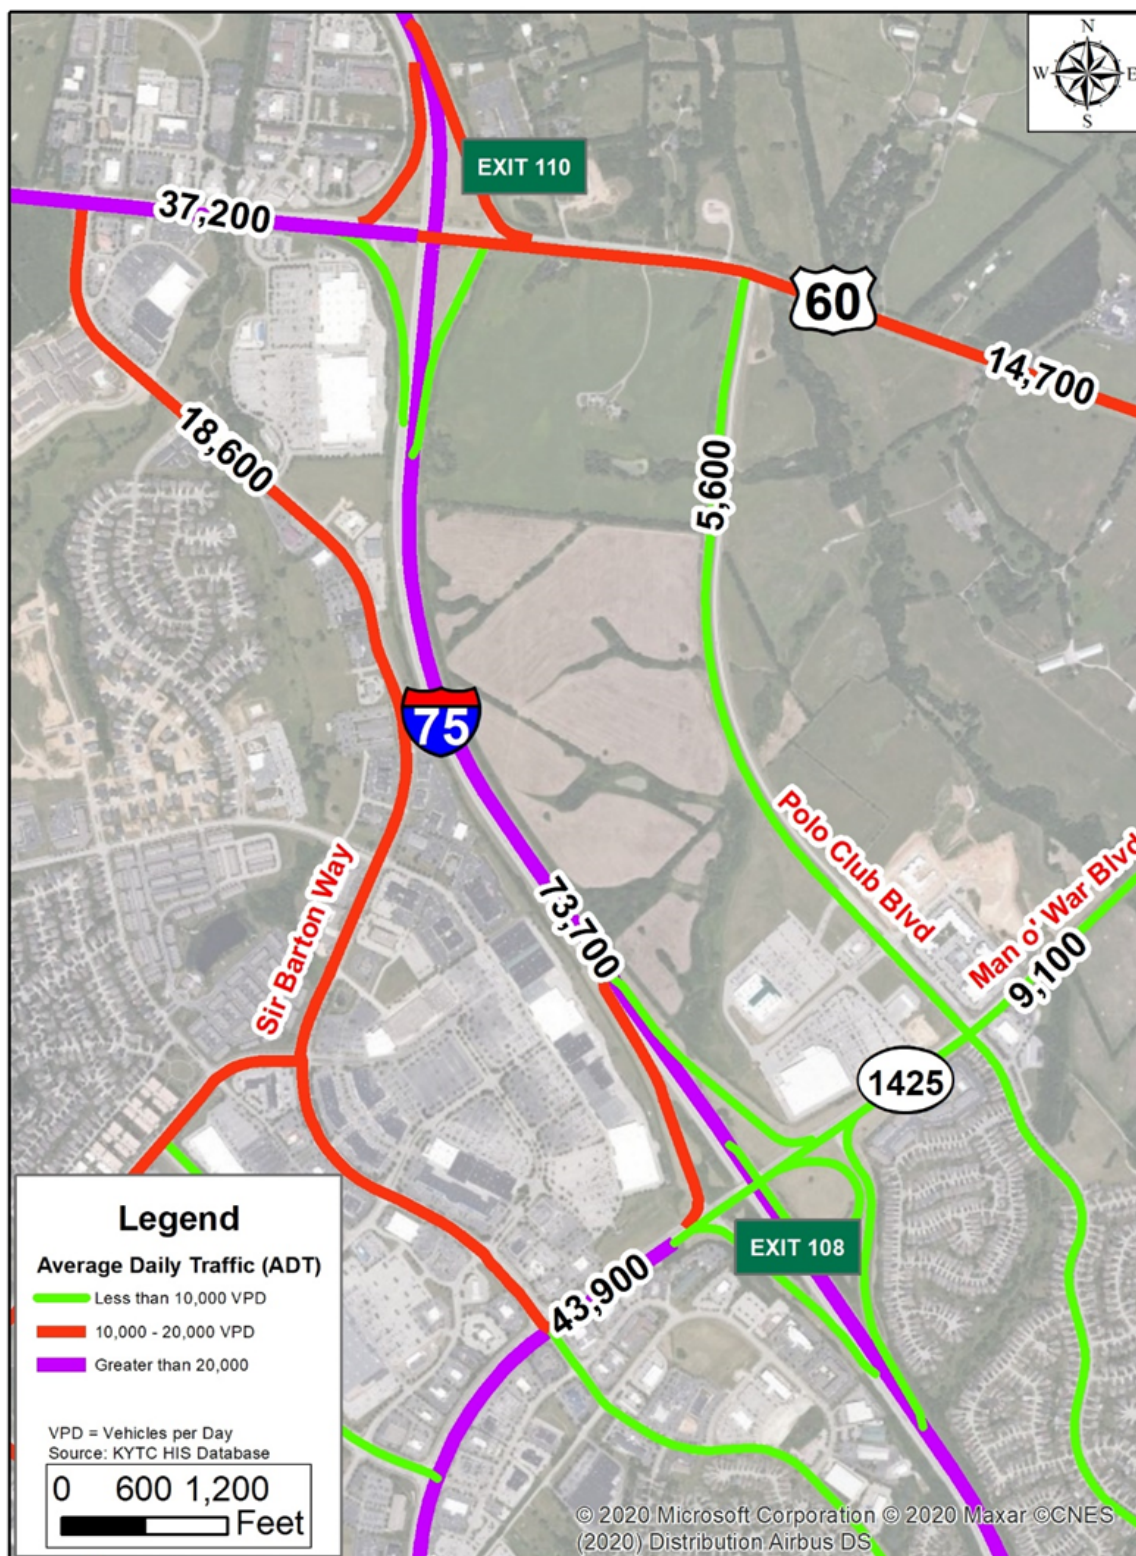 N
W E
S
EXIT 110
37,200
60
14,700
18,600
5,600
75
Polo Club Blvd
Man o' War Blvd
Sir Barton Way
73,700
9,100
1425
EXIT 108
43,900
Legend
Average Daily Traffic (ADT)
Less than 10,000 VPD
10,000 - 20,000 VPD
Greater than 20,000
VPD = Vehicles per Day
Source: KYTC HIS Database
0 600 1,200
Feet
© 2020 Microsoft Corporation © 2020 Maxar ©CNES
(2020) Distribution Airbus DS